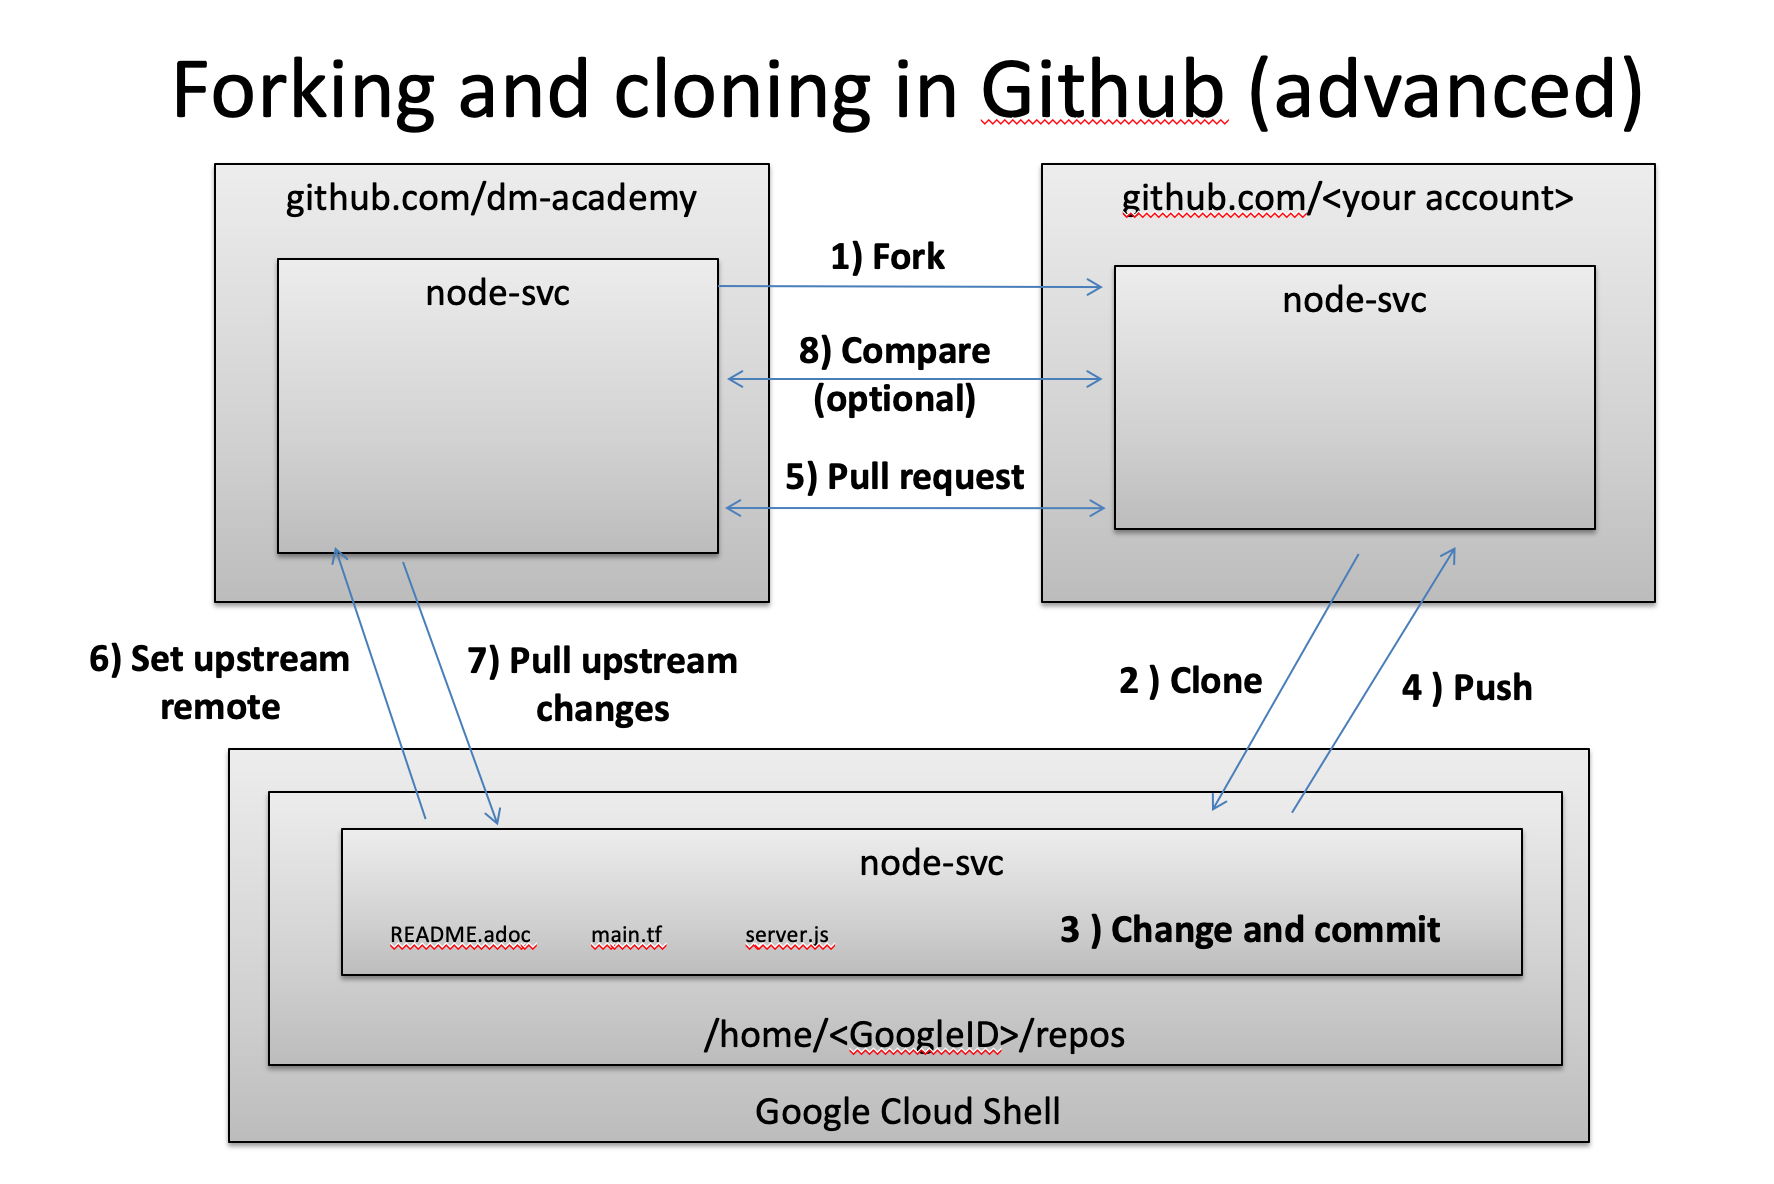 Forking and cloning in Github (advanced)
github.com/dm-academy
github.com/<your account>
node-svc
node-svc
1) Fork
8) Compare
(optional)
5) Pull request
6) Set upstream
remote
7) Pull upstream
changes
2 ) Clone
4 ) Push
node-svc
README.adoc
main.tf
server.js
3 ) Change and commit
/home/<GoogleID>/repos
Google Cloud Shell